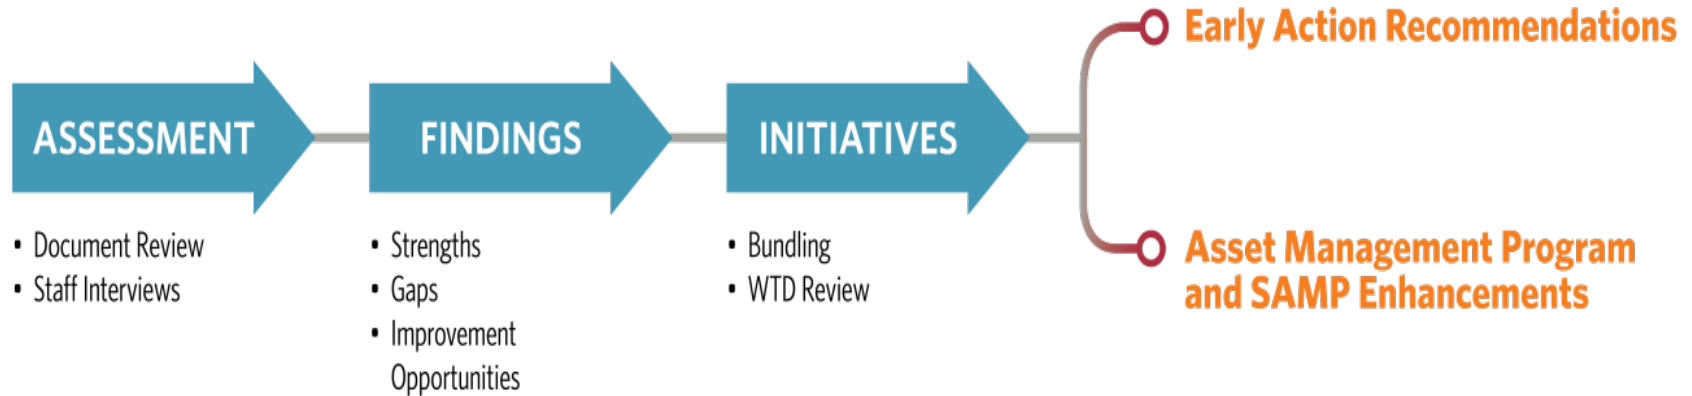 Early Action Recommendations
ASSESSMENT
FINDINGS
INITIATIVES
• Document Review
• Staff Interviews
• Strengths
• Gaps
• Improvement
Opportunities
• Bundling
• WTD Review
Asset Management Program
and SAMP Enhancements